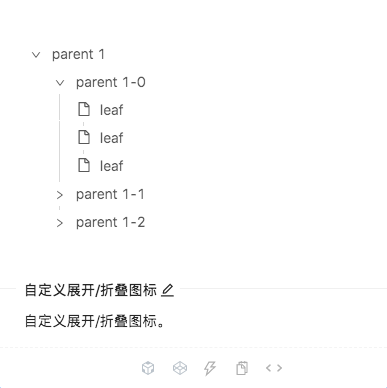 parent 1
parent 1-0
leaf
leaf
leaf
parent 1-1
parent 1-2
自定义展开/折叠图标
自定义展开/折叠图标。